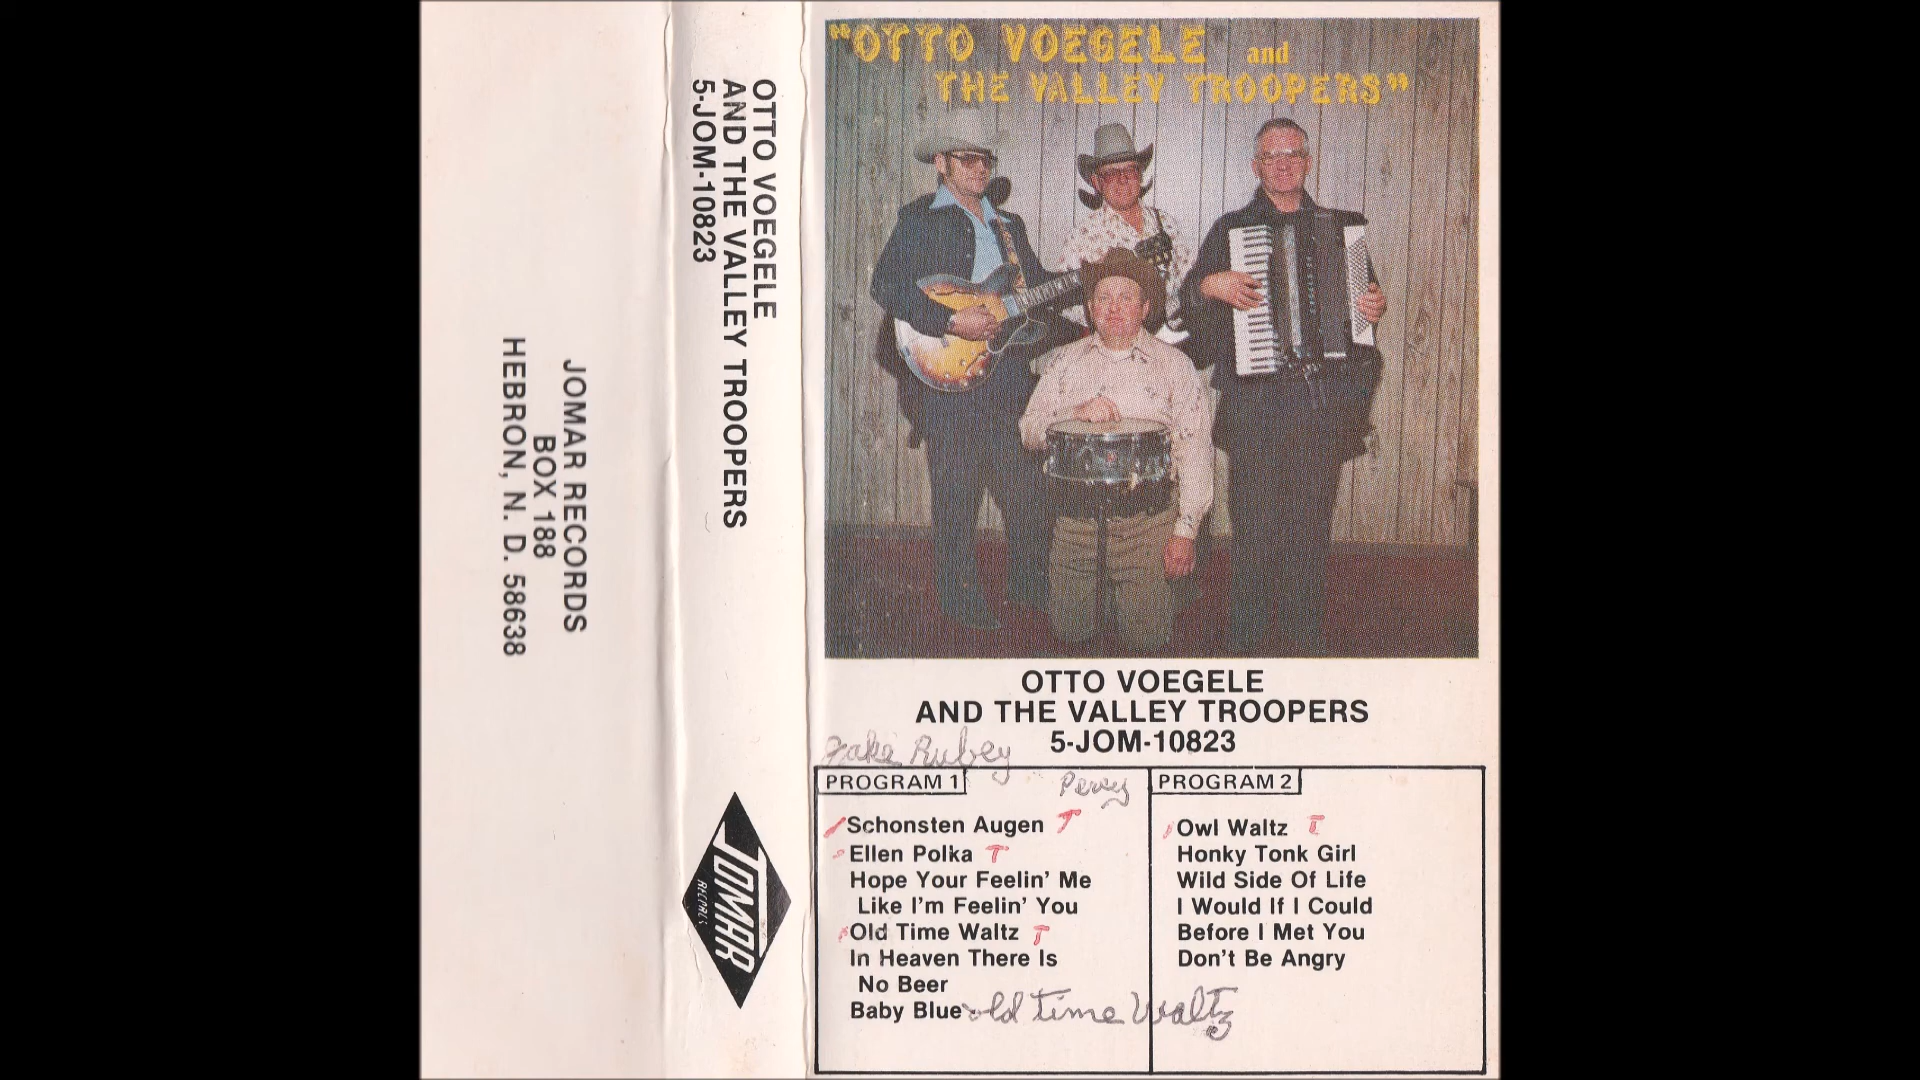 JOMAR RECORDS
BOX 188
HEBRON, N. D. 58638
OTTO VOEGELE
AND THE VALLEY TROOPERS
5-JOM-10823
JOMAR
RECORDS
"OTTO VOEGELE and
THE VALLEY TROOPERS"
OTTO VOEGELE
AND THE VALLEY TROOPERS
5-JOM-10823
Jake Rubey
PROGRAM 1
Percy
Schonsten Augen T
Ellen Polka T
Hope Your Feelin' Me
Like I'm Feelin' You
Old Time Waltz T
In Heaven There Is
No Beer
Baby Blue old time Waltz
PROGRAM 2
Owl Waltz T
Honky Tonk Girl
Wild Side Of Life
I Would If I Could
Before I Met You
Don't Be Angry